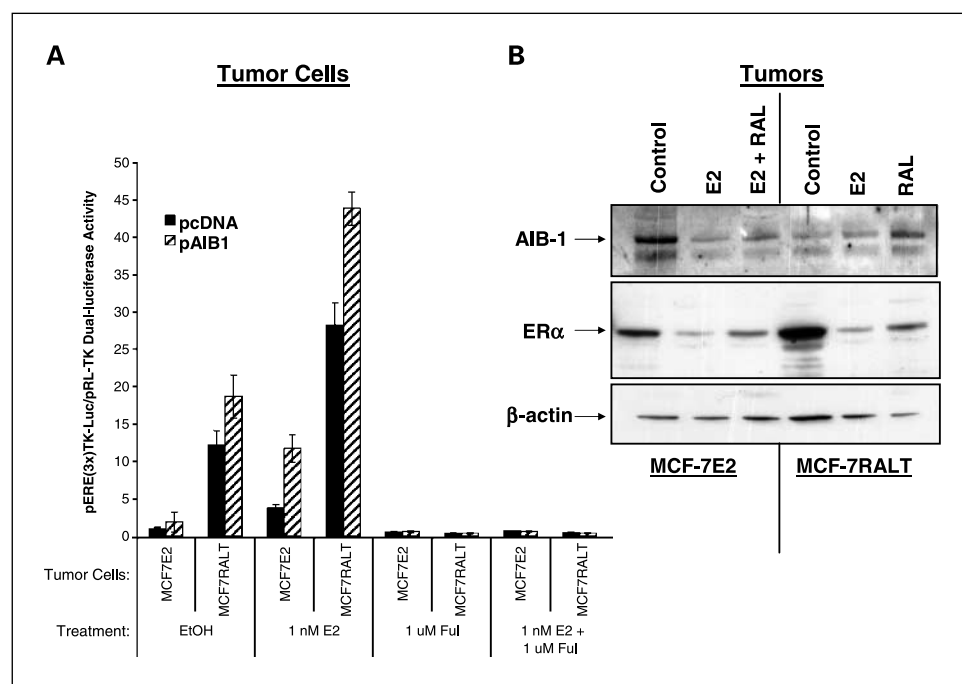 A
Tumor Cells
pERE(3x)TK-Luc/pRL-TK Dual-luciferase Activity
50
45
40
35
30
25
20
15
10
5
0
pcDNA
pAIB1
Tumor Cells:
MCF7E2
MCF7RALT
MCF7E2
MCF7RALT
MCF7E2
MCF7RALT
MCF7E2
MCF7RALT
Treatment:
EtOH
1 nM E2
1 uM Ful
1 nM E2 +
1 uM Ful
B
Tumors
Control
E2
E2 + RAL
Control
E2
RAL
AIB-1
ERα
β-actin
MCF-7E2
MCF-7RALT